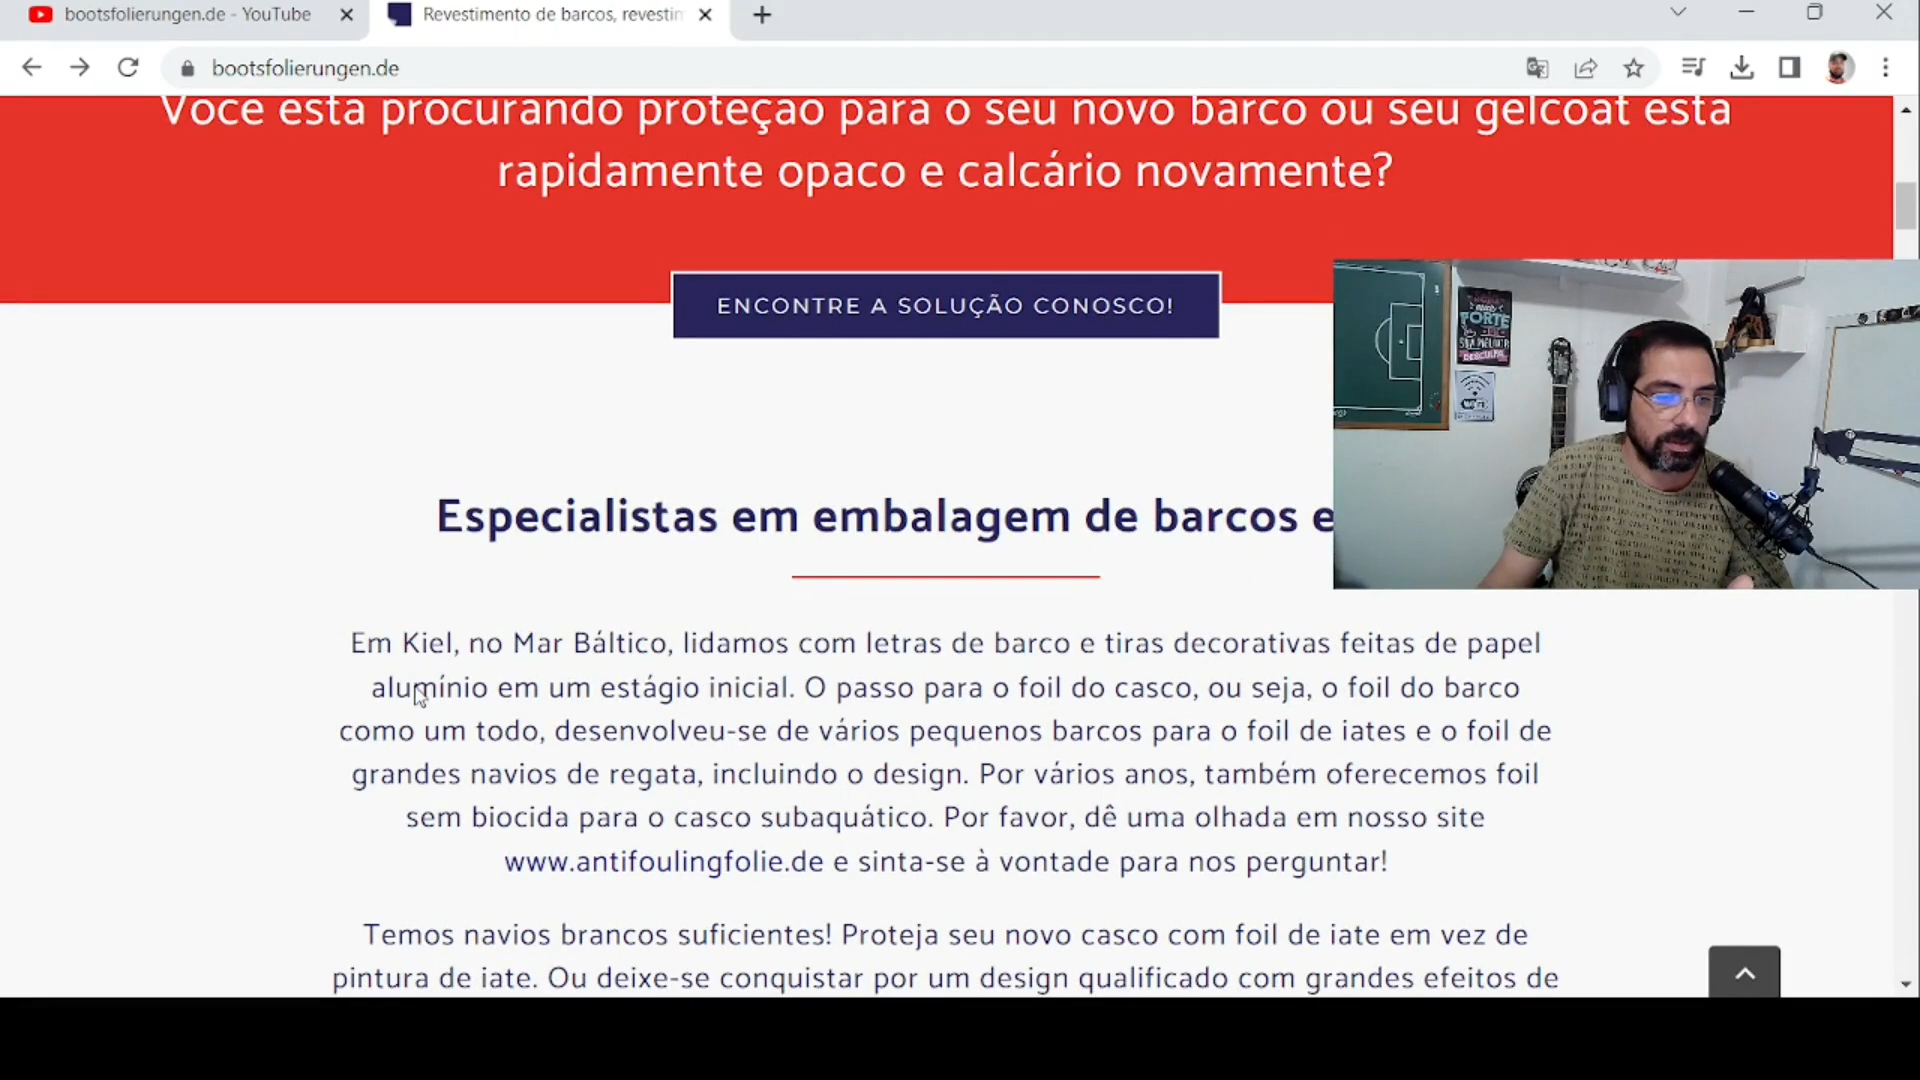 bootsfolierungen.de - YouTube
Revestimento de barcos, revestin
bootsfolierungen.de
Você está procurando proteção para o seu novo barco ou seu gelcoat está
rapidamente opaco e calcário novamente?
ENCONTRE A SOLUÇÃO CONOSCO!
FORTE
DESCULPA
Especialistas em embalagem de barcos e
Em Kiel, no Mar Báltico, lidamos com letras de barco e tiras decorativas feitas de papel
alumínio em um estágio inicial. O passo para o foil do casco, ou seja, o foil do barco
como um todo, desenvolveu-se de vários pequenos barcos para o foil de iates e o foil de
grandes navios de regata, incluindo o design. Por vários anos, também oferecemos foil
sem biocida para o casco subaquático. Por favor, dê uma olhada em nosso site
www.antifoulingfolie.de e sinta-se à vontade para nos perguntar!
Temos navios brancos suficientes! Proteja seu novo casco com foil de iate em vez de
pintura de iate. Ou deixe-se conquistar por um design qualificado com grandes efeitos de